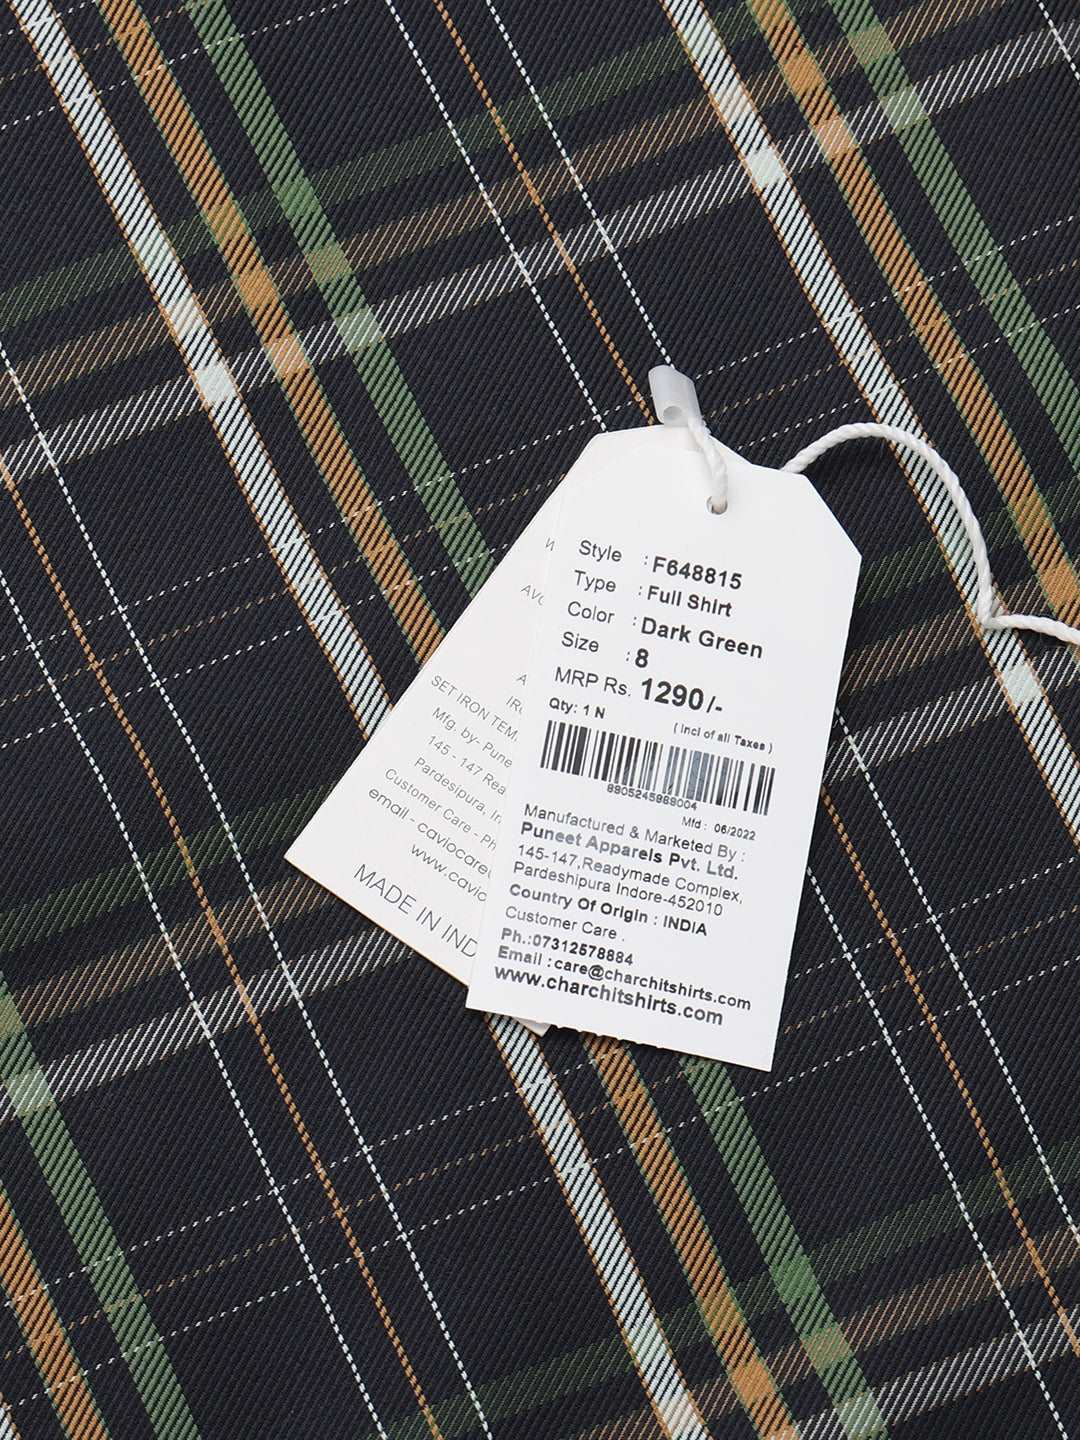 Style : F648815
Type : Full Shirt
Color : Dark Green
Size : 8
MRP Rs. 1290/-
Qty: 1 N ( Incl of all Taxes )
8905245968004
Mfd : 06/2022
Manufactured & Marketed By :
Puneet Apparels Pvt. Ltd.
145-147,Readymade Complex,
Pardeshipura Indore-452010
Country Of Origin : INDIA
Customer Care .
Ph.:07312578884
Email :care@charchitshirts.com
www.charchitshirts.com
SET IRON TEM
Mfg. by- Pune
145 - 147 Rea
Pardesipura, In
Customer Care - Ph
email - caviocare
www.cavio
MADE IN IND